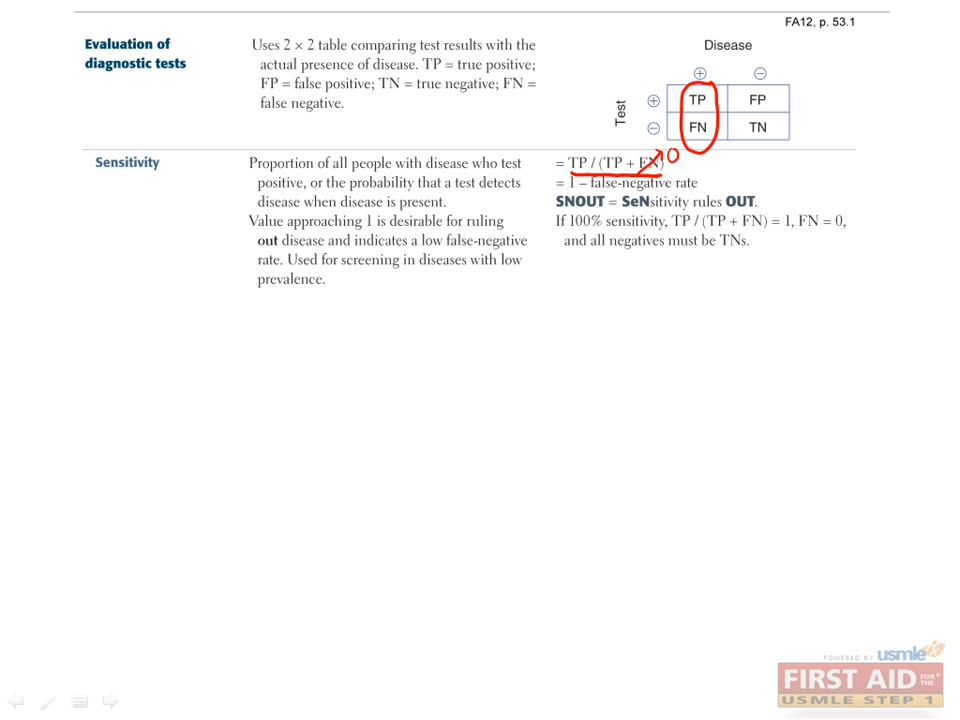 FA12, p. 53.1
Evaluation of
diagnostic tests
Uses 2 × 2 table comparing test results with the
actual presence of disease. TP = true positive;
FP = false positive; TN = true negative; FN =
false negative.
Disease
⊕ ⊖
Test
⊕ TP FP
⊖ FN TN
Sensitivity
Proportion of all people with disease who test
positive, or the probability that a test detects
disease when disease is present.
Value approaching 1 is desirable for ruling
out disease and indicates a low false-negative
rate. Used for screening in diseases with low
prevalence.
= TP / (TP + FN) 0
= 1 – false-negative rate
SNOUT = SeNsitivity rules OUT.
If 100% sensitivity, TP / (TP + FN) = 1, FN = 0,
and all negatives must be TNs.
POWERED BY usmle
FIRST AID FOR THE
USMLE STEP 1